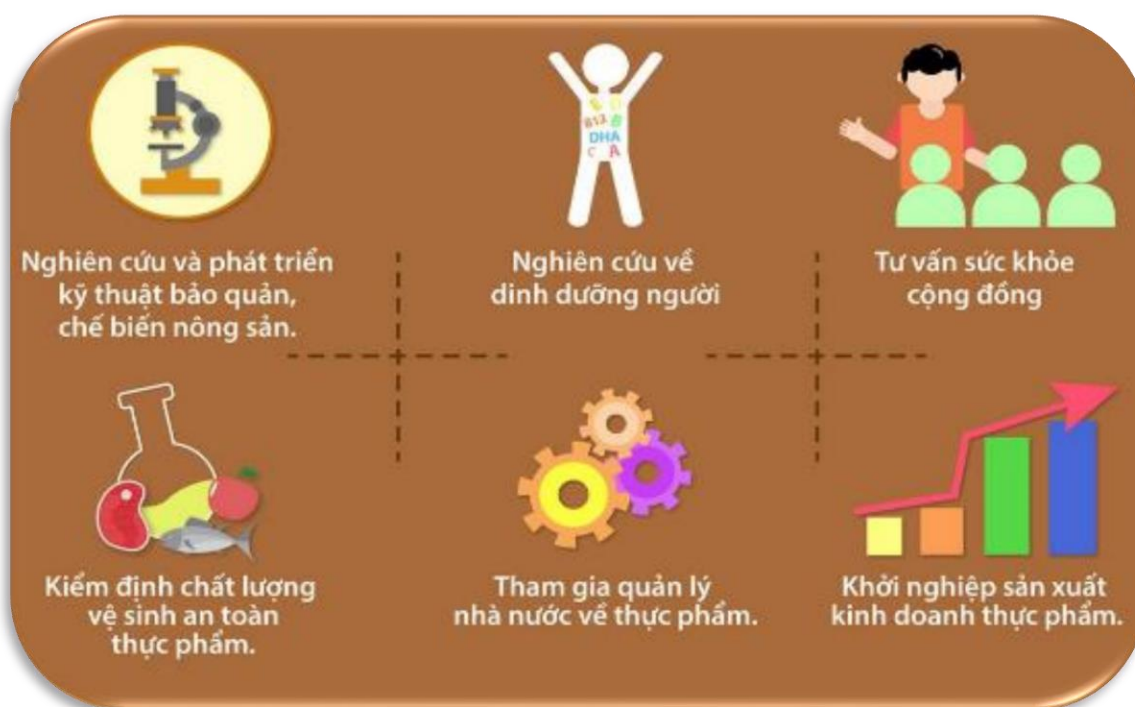 E D
B12 B
DHA
C A
Nghiên cứu và phát triển
kỹ thuật bảo quản,
chế biến nông sản.
Nghiên cứu về
dinh dưỡng người
Tư vấn sức khỏe
cộng đồng
Kiểm định chất lượng
vệ sinh an toàn
thực phẩm.
Tham gia quản lý
nhà nước về thực phẩm.
Khởi nghiệp sản xuất
kinh doanh thực phẩm.